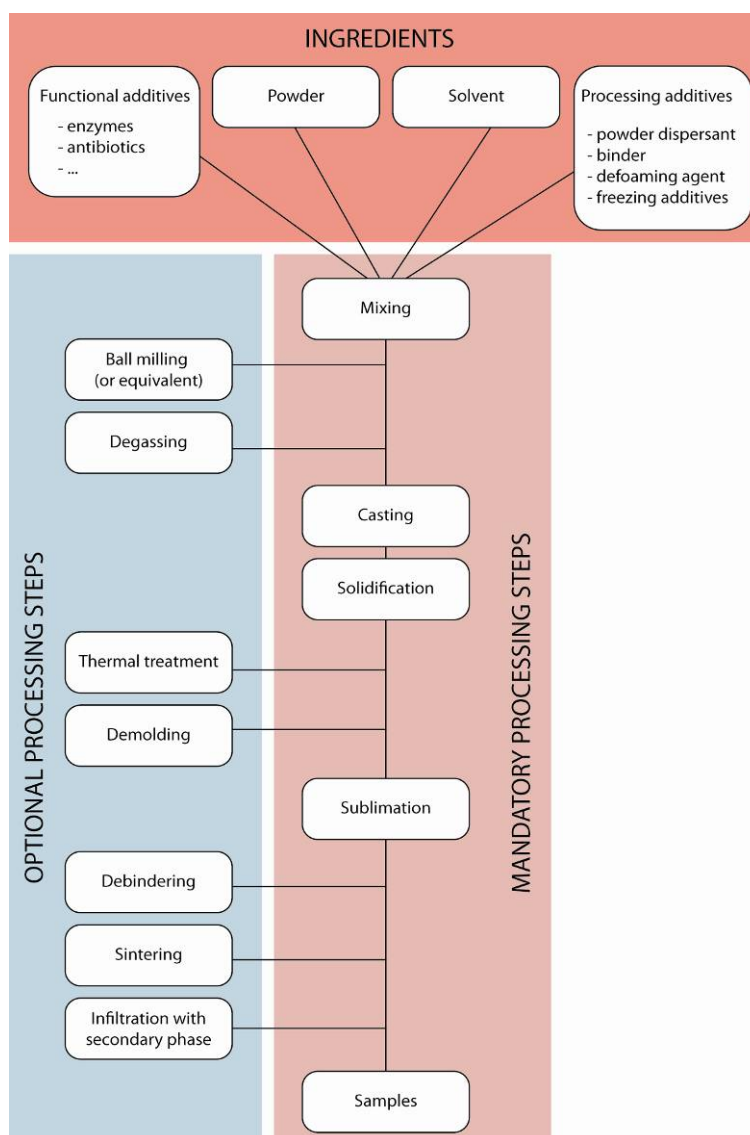 INGREDIENTS
Functional additives
- enzymes
- antibiotics
- ...
Powder
Solvent
Processing additives
- powder dispersant
- binder
- defoaming agent
- freezing additives
OPTIONAL PROCESSING STEPS
MANDATORY PROCESSING STEPS
Mixing
Ball milling
(or equivalent)
Degassing
Casting
Solidification
Thermal treatment
Demolding
Sublimation
Debindering
Sintering
Infiltration with
secondary phase
Samples